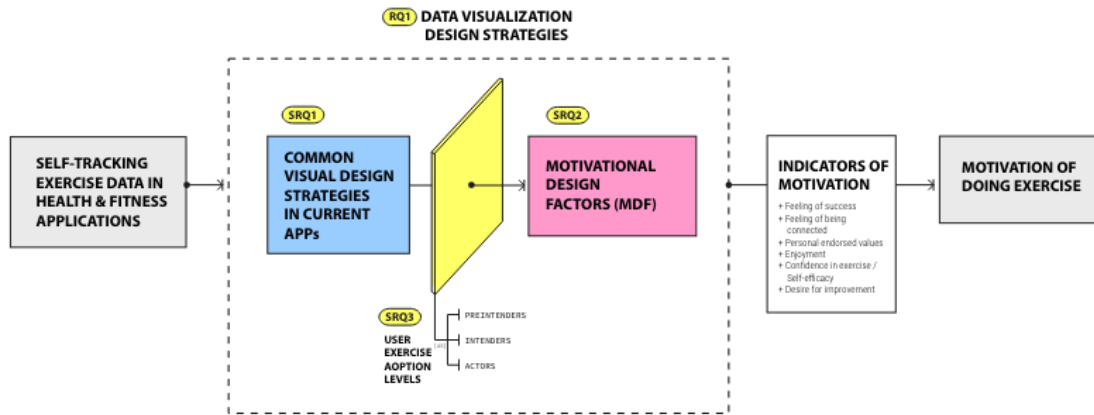 RQ1 DATA VISUALIZATION
DESIGN STRATEGIES
SELF-TRACKING
EXERCISE DATA IN
HEALTH & FITNESS
APPLICATIONS
SRQ1
COMMON
VISUAL DESIGN
STRATEGIES
IN CURRENT
APPs
SRQ2
MOTIVATIONAL
DESIGN
FACTORS (MDF)
SRQ3
USER
EXERCISE
AOPTION
LEVELS
PREINTENDERS
INTENDERS
ACTORS
INDICATORS OF
MOTIVATION
+ Feeling of success
+ Feeling of being
connected
+ Personal endorsed values
+ Enjoyment
+ Confidence in exercise /
Self-efficacy
+ Desire for improvement
MOTIVATION OF
DOING EXERCISE